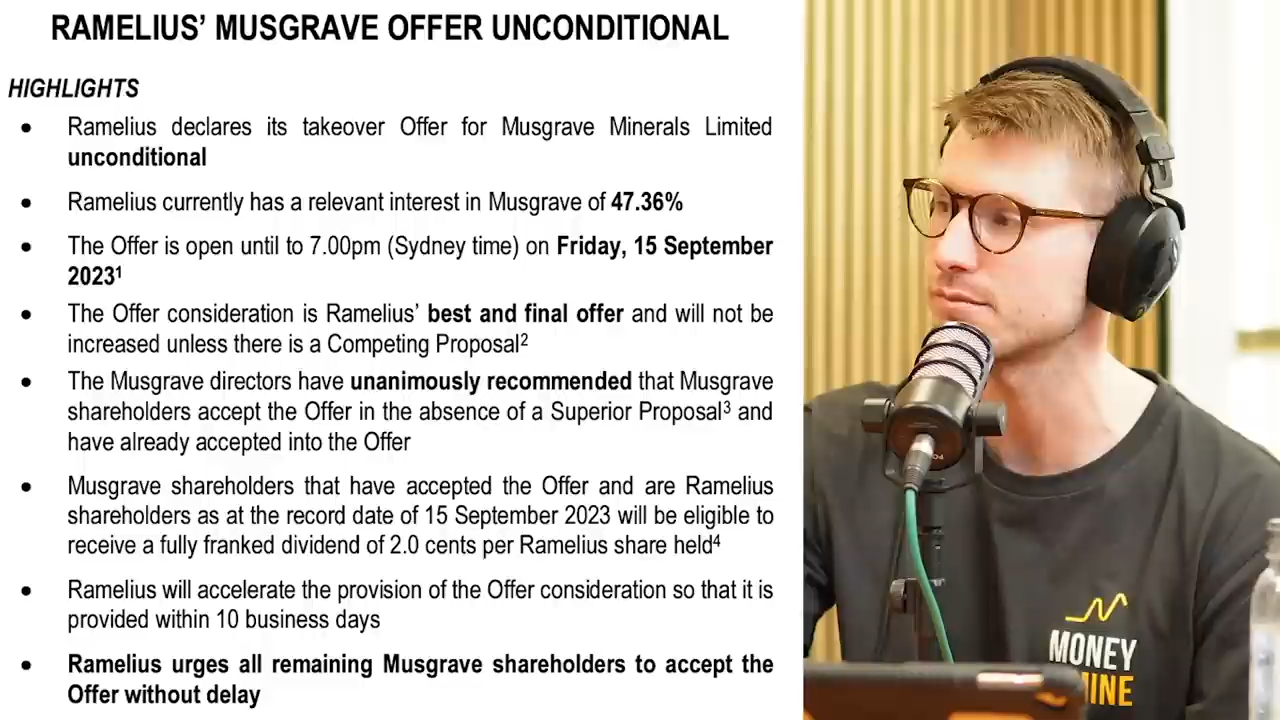 RAMELIUS' MUSGRAVE OFFER UNCONDITIONAL
HIGHLIGHTS
• Ramelius declares its takeover Offer for Musgrave Minerals Limited
unconditional
• Ramelius currently has a relevant interest in Musgrave of 47.36%
• The Offer is open until to 7.00pm (Sydney time) on Friday, 15 September
2023¹
• The Offer consideration is Ramelius' best and final offer and will not be
increased unless there is a Competing Proposal²
• The Musgrave directors have unanimously recommended that Musgrave
shareholders accept the Offer in the absence of a Superior Proposal³ and
have already accepted into the Offer
• Musgrave shareholders that have accepted the Offer and are Ramelius
shareholders as at the record date of 15 September 2023 will be eligible to
receive a fully franked dividend of 2.0 cents per Ramelius share held⁴
• Ramelius will accelerate the provision of the Offer consideration so that it is
provided within 10 business days
• Ramelius urges all remaining Musgrave shareholders to accept the
Offer without delay
MONEY